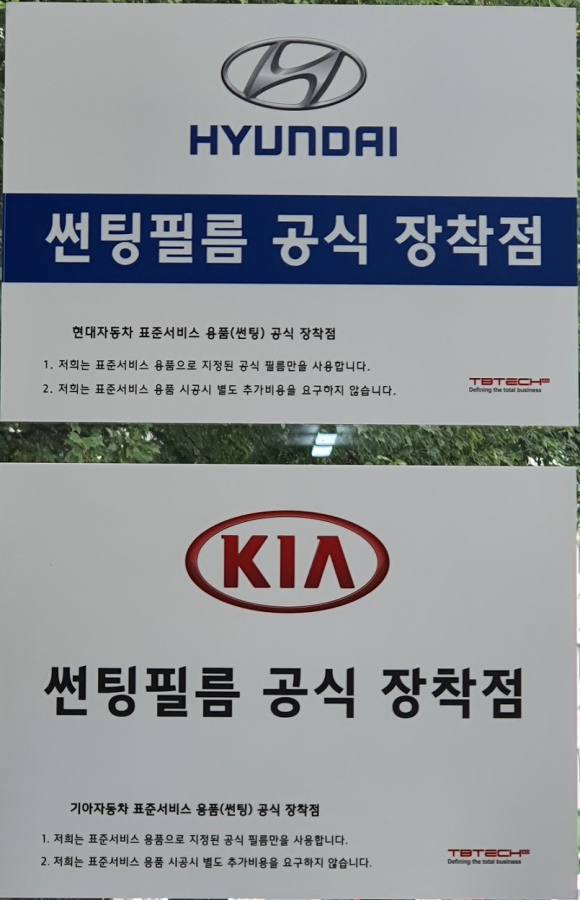 HYUNDAI
썬팅필름 공식 장착점
현대자동차 표준서비스 용품(썬팅) 공식 장착점
1. 저희는 표준서비스 용품으로 지정된 공식 필름만을 사용합니다.
2. 저희는 표준서비스 용품 시공시 별도 추가비용을 요구하지 않습니다.
TBTECH
Defining the total business
KIA
썬팅필름 공식 장착점
기아자동차 표준서비스 용품(썬팅) 공식 장착점
1. 저희는 표준서비스 용품으로 지정된 공식 필름만을 사용합니다.
2. 저희는 표준서비스 용품 시공시 별도 추가비용을 요구하지 않습니다.
TBTECH
Defining the total business